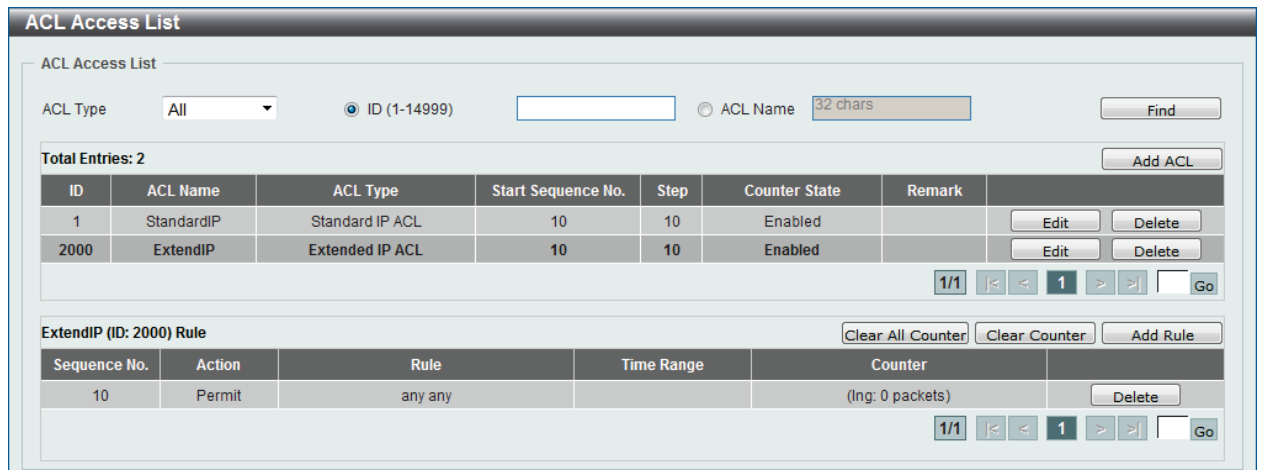 ACL Access List
ACL Access List
ACL Type All ID (1-14999) ACL Name 32 chars Find
Total Entries: 2 Add ACL
ID ACL Name ACL Type Start Sequence No. Step Counter State Remark
1 StandardIP Standard IP ACL 10 10 Enabled Edit Delete
2000 ExtendIP Extended IP ACL 10 10 Enabled Edit Delete
1/1 |< < 1 > >| Go
ExtendIP (ID: 2000) Rule Clear All Counter Clear Counter Add Rule
Sequence No. Action Rule Time Range Counter
10 Permit any any (Ing: 0 packets) Delete
1/1 |< < 1 > >| Go